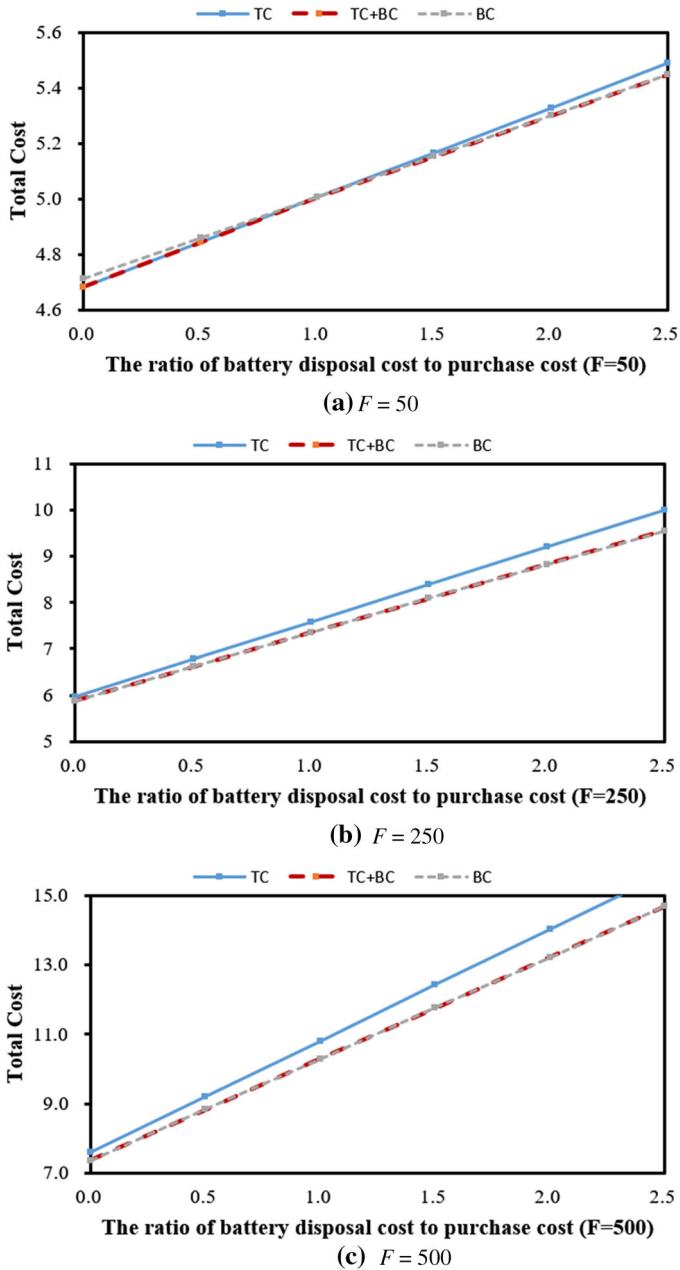 TC TC+BC BC
5.6
5.4
5.2
5.0
4.8
4.6
Total Cost
0.0 0.5 1.0 1.5 2.0 2.5
The ratio of battery disposal cost to purchase cost (F=50)
(a) F = 50
TC TC+BC BC
11
10
9
8
7
6
5
Total Cost
0.0 0.5 1.0 1.5 2.0 2.5
The ratio of battery disposal cost to purchase cost (F=250)
(b) F = 250
TC TC+BC BC
15.0
13.0
11.0
9.0
7.0
Total Cost
0.0 0.5 1.0 1.5 2.0 2.5
The ratio of battery disposal cost to purchase cost (F=500)
(c) F = 500